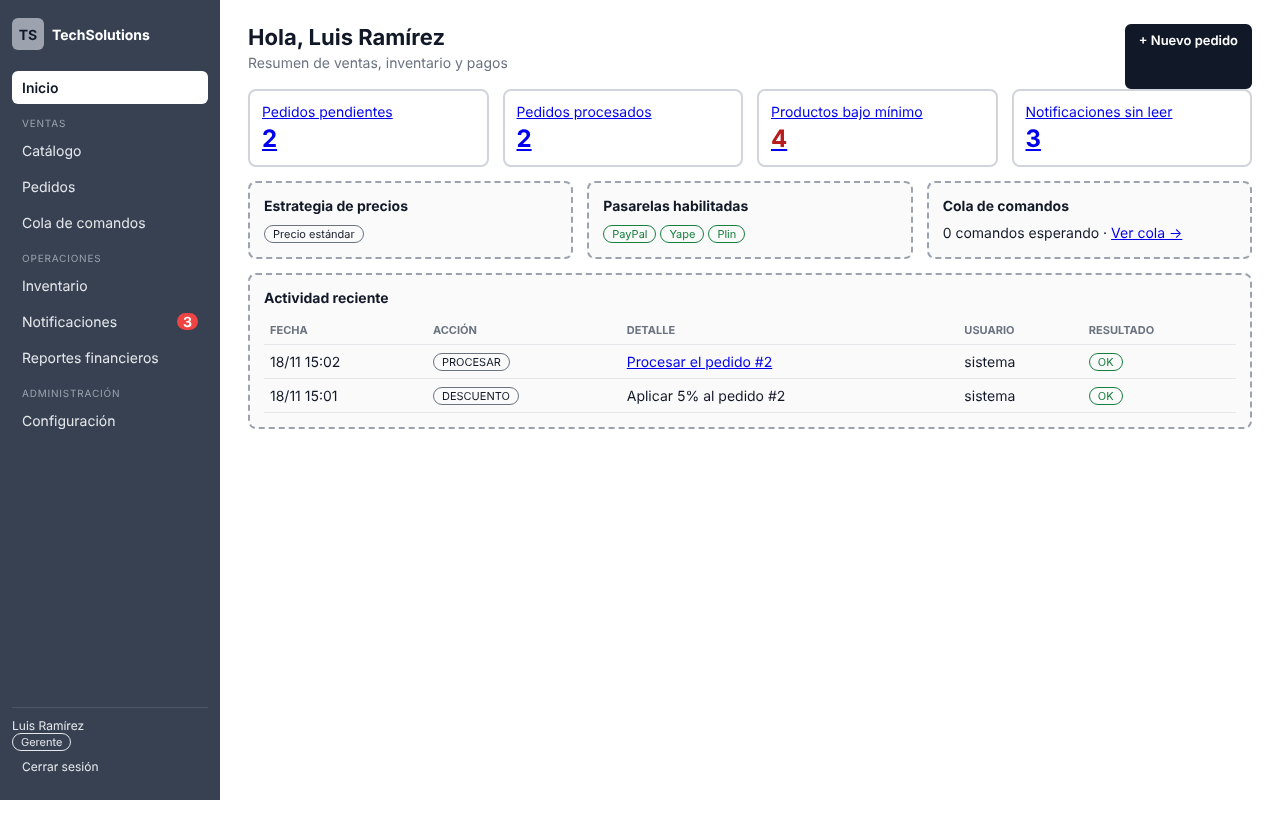 TS TechSolutions
Inicio
VENTAS
Catálogo
Pedidos
Cola de comandos
OPERACIONES
Inventario
Notificaciones 3
Reportes financieros
ADMINISTRACIÓN
Configuración
Luis Ramírez
Gerente
Cerrar sesión
Hola, Luis Ramírez
Resumen de ventas, inventario y pagos
+ Nuevo pedido
Pedidos pendientes
2
Pedidos procesados
2
Productos bajo mínimo
4
Notificaciones sin leer
3
Estrategia de precios
Precio estándar
Pasarelas habilitadas
PayPal Yape Plin
Cola de comandos
0 comandos esperando · Ver cola →
Actividad reciente
FECHA ACCIÓN DETALLE USUARIO RESULTADO
18/11 15:02 PROCESAR Procesar el pedido #2 sistema OK
18/11 15:01 DESCUENTO Aplicar 5% al pedido #2 sistema OK